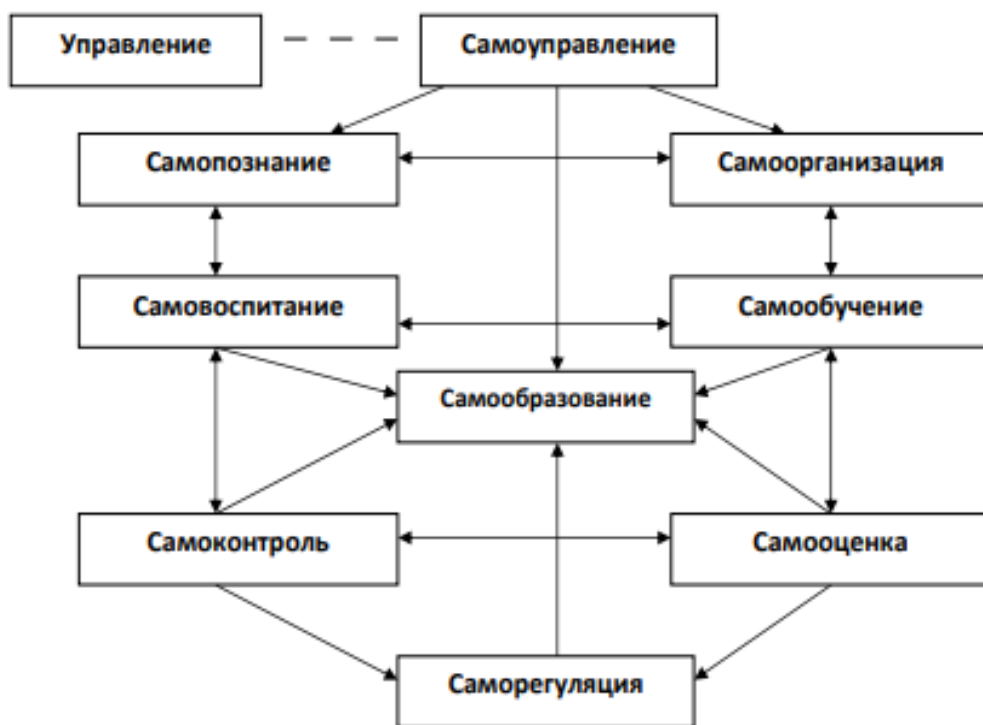 Управление
Самоуправление
Самопознание
Самоорганизация
Самовоспитание
Самообучение
Самообразование
Самоконтроль
Самооценка
Саморегуляция